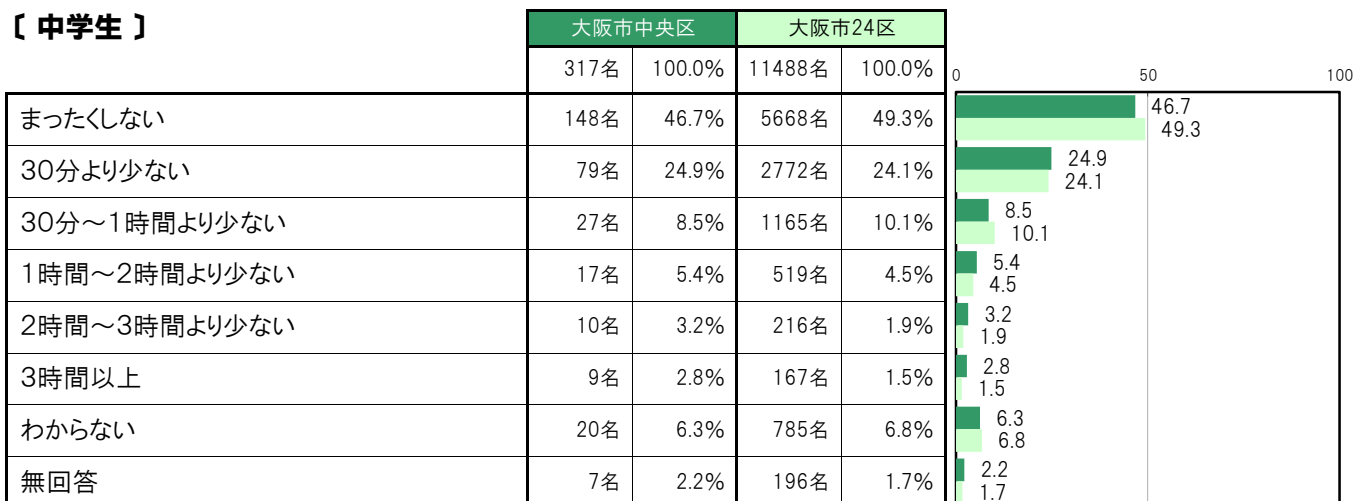 〔 中学生 〕
大阪市中央区 大阪市24区
317名 100.0% 11488名 100.0% 0 50 100
まったくしない 148名 46.7% 5668名 49.3% 46.7
49.3
30分より少ない 79名 24.9% 2772名 24.1% 24.9
24.1
30分～1時間より少ない 27名 8.5% 1165名 10.1% 8.5
10.1
1時間～2時間より少ない 17名 5.4% 519名 4.5% 5.4
4.5
2時間～3時間より少ない 10名 3.2% 216名 1.9% 3.2
1.9
3時間以上 9名 2.8% 167名 1.5% 2.8
1.5
わからない 20名 6.3% 785名 6.8% 6.3
6.8
無回答 7名 2.2% 196名 1.7% 2.2
1.7